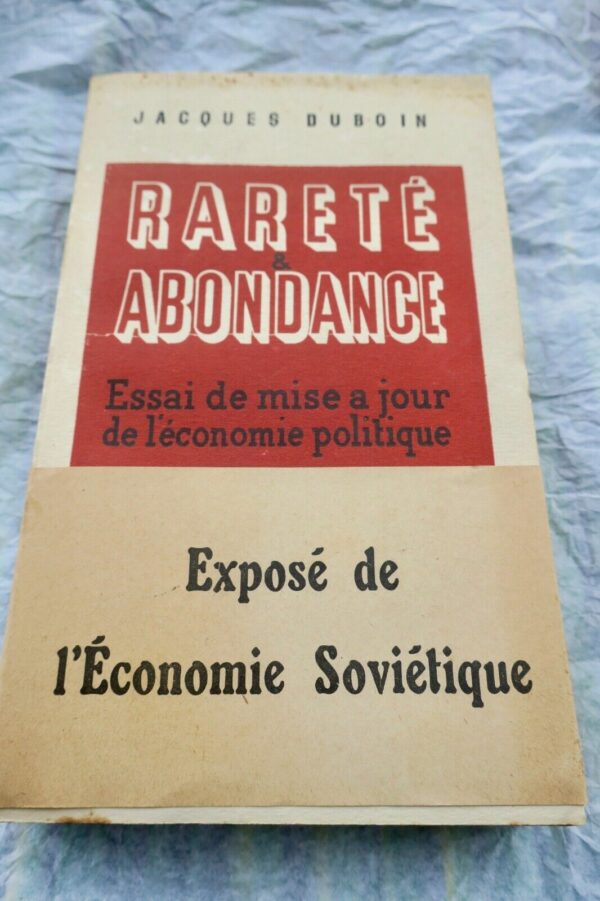 JACQUES DUBOIN
RARETÉ
&
ABONDANCE
Essai de mise a jour
de l'économie politique
Exposé de
l'Économie Soviétique